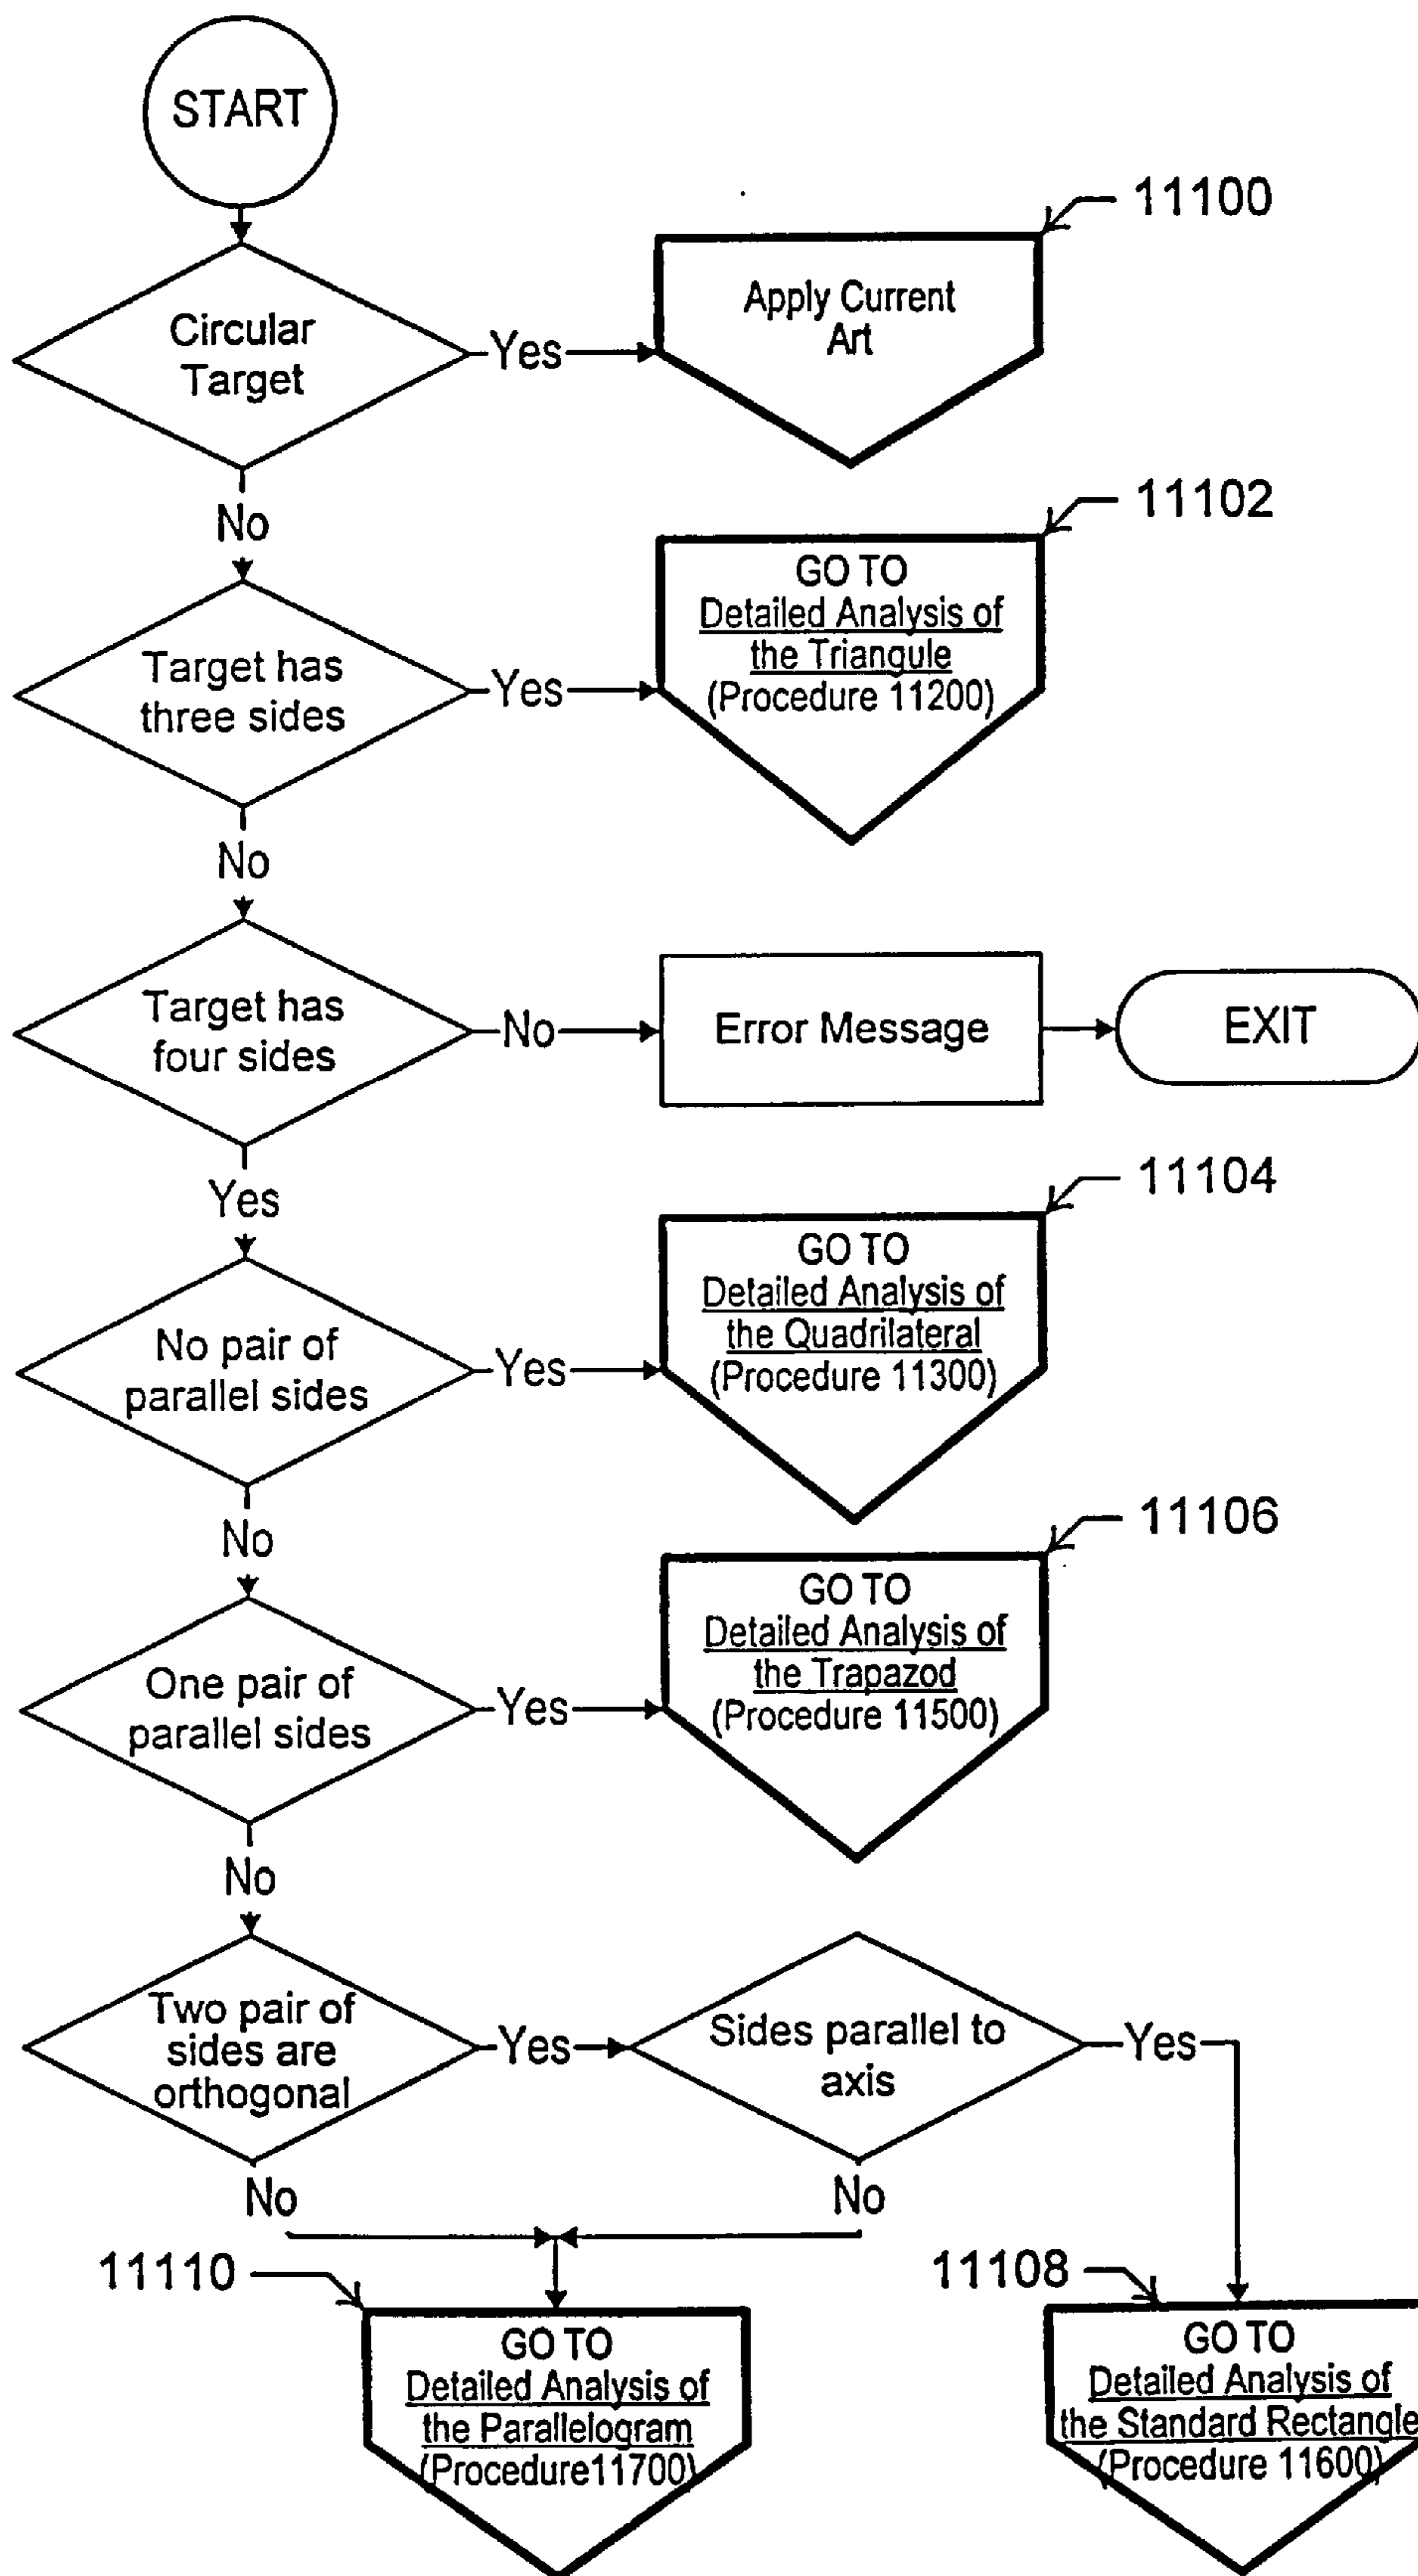 START
11100
Circular
Target
Yes
Apply Current
Art
No
11102
Target has
three sides
Yes
GO TO
Detailed Analysis of
the Triangule
(Procedure 11200)
No
Target has
four sides
No
Error Message
EXIT
Yes
11104
No pair of
parallel sides
Yes
GO TO
Detailed Analysis of
the Quadrilateral
(Procedure 11300)
No
11106
One pair of
parallel sides
Yes
GO TO
Detailed Analysis of
the Trapazod
(Procedure 11500)
No
Two pair of
sides are
orthogonal
Yes
Sides parallel to
axis
Yes
No
No
11110
GO TO
Detailed Analysis of
the Parallelogram
(Procedure11700)
11108
GO TO
Detailed Analysis of
the Standard Rectangle
(Procedure 11600)